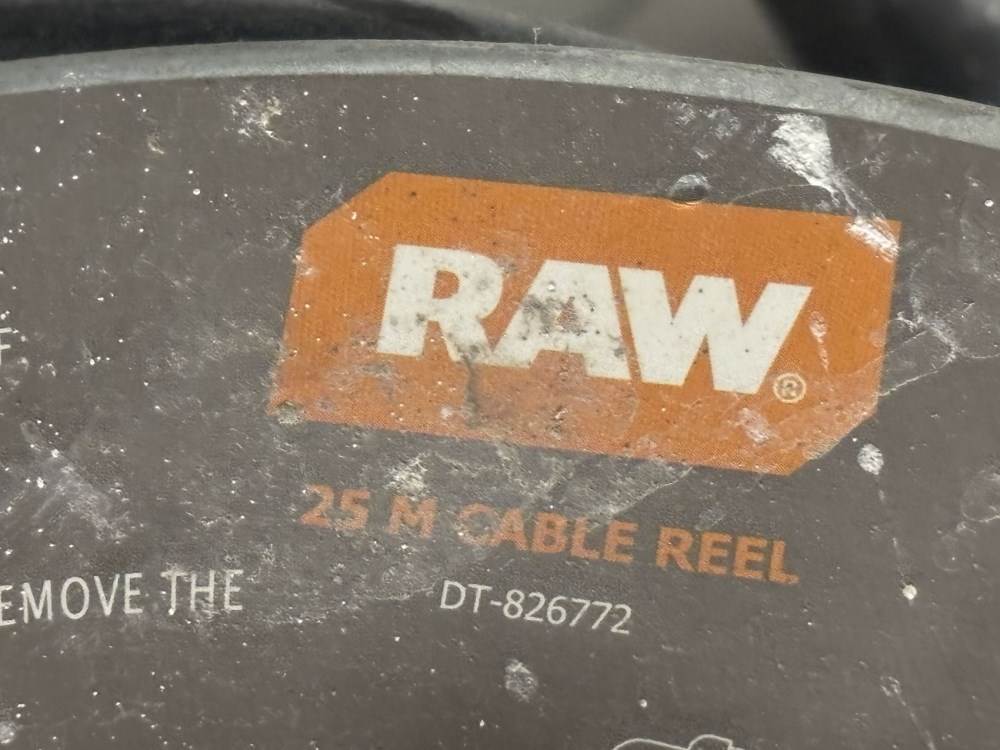 RAW®
25 M CABLE REEL
EMOVE THE
DT-826772